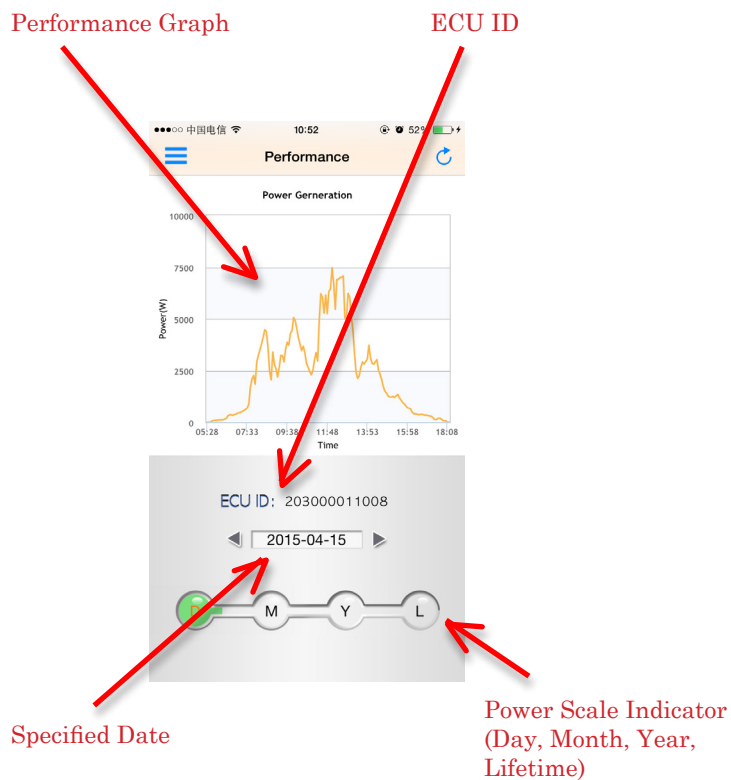 Performance Graph
ECU ID
●●●○○ 中国电信 10:52 52%
Performance
Power Gerneration
10000
7500
5000
2500
0
Power(W)
05:28 07:33 09:38 11:48 13:53 15:58 18:08
Time
ECU ID: 203000011008
2015-04-15
D M Y L
Specified Date
Power Scale Indicator
(Day, Month, Year,
Lifetime)